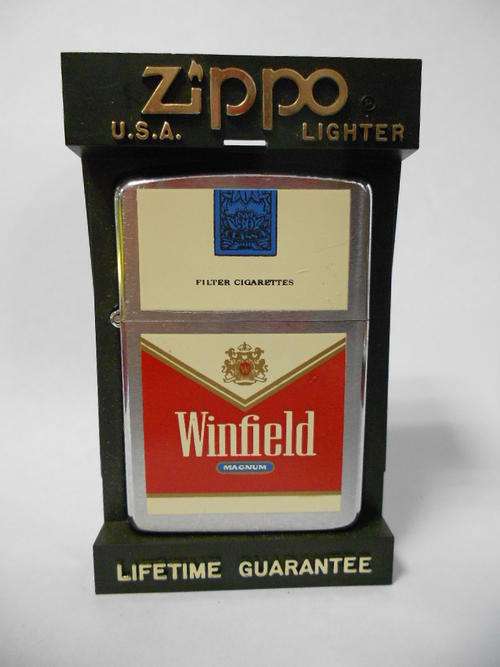 zippo ®
U.S.A. LIGHTER
FILTER CIGARETTES
Winfield
MAGNUM
LIFETIME GUARANTEE